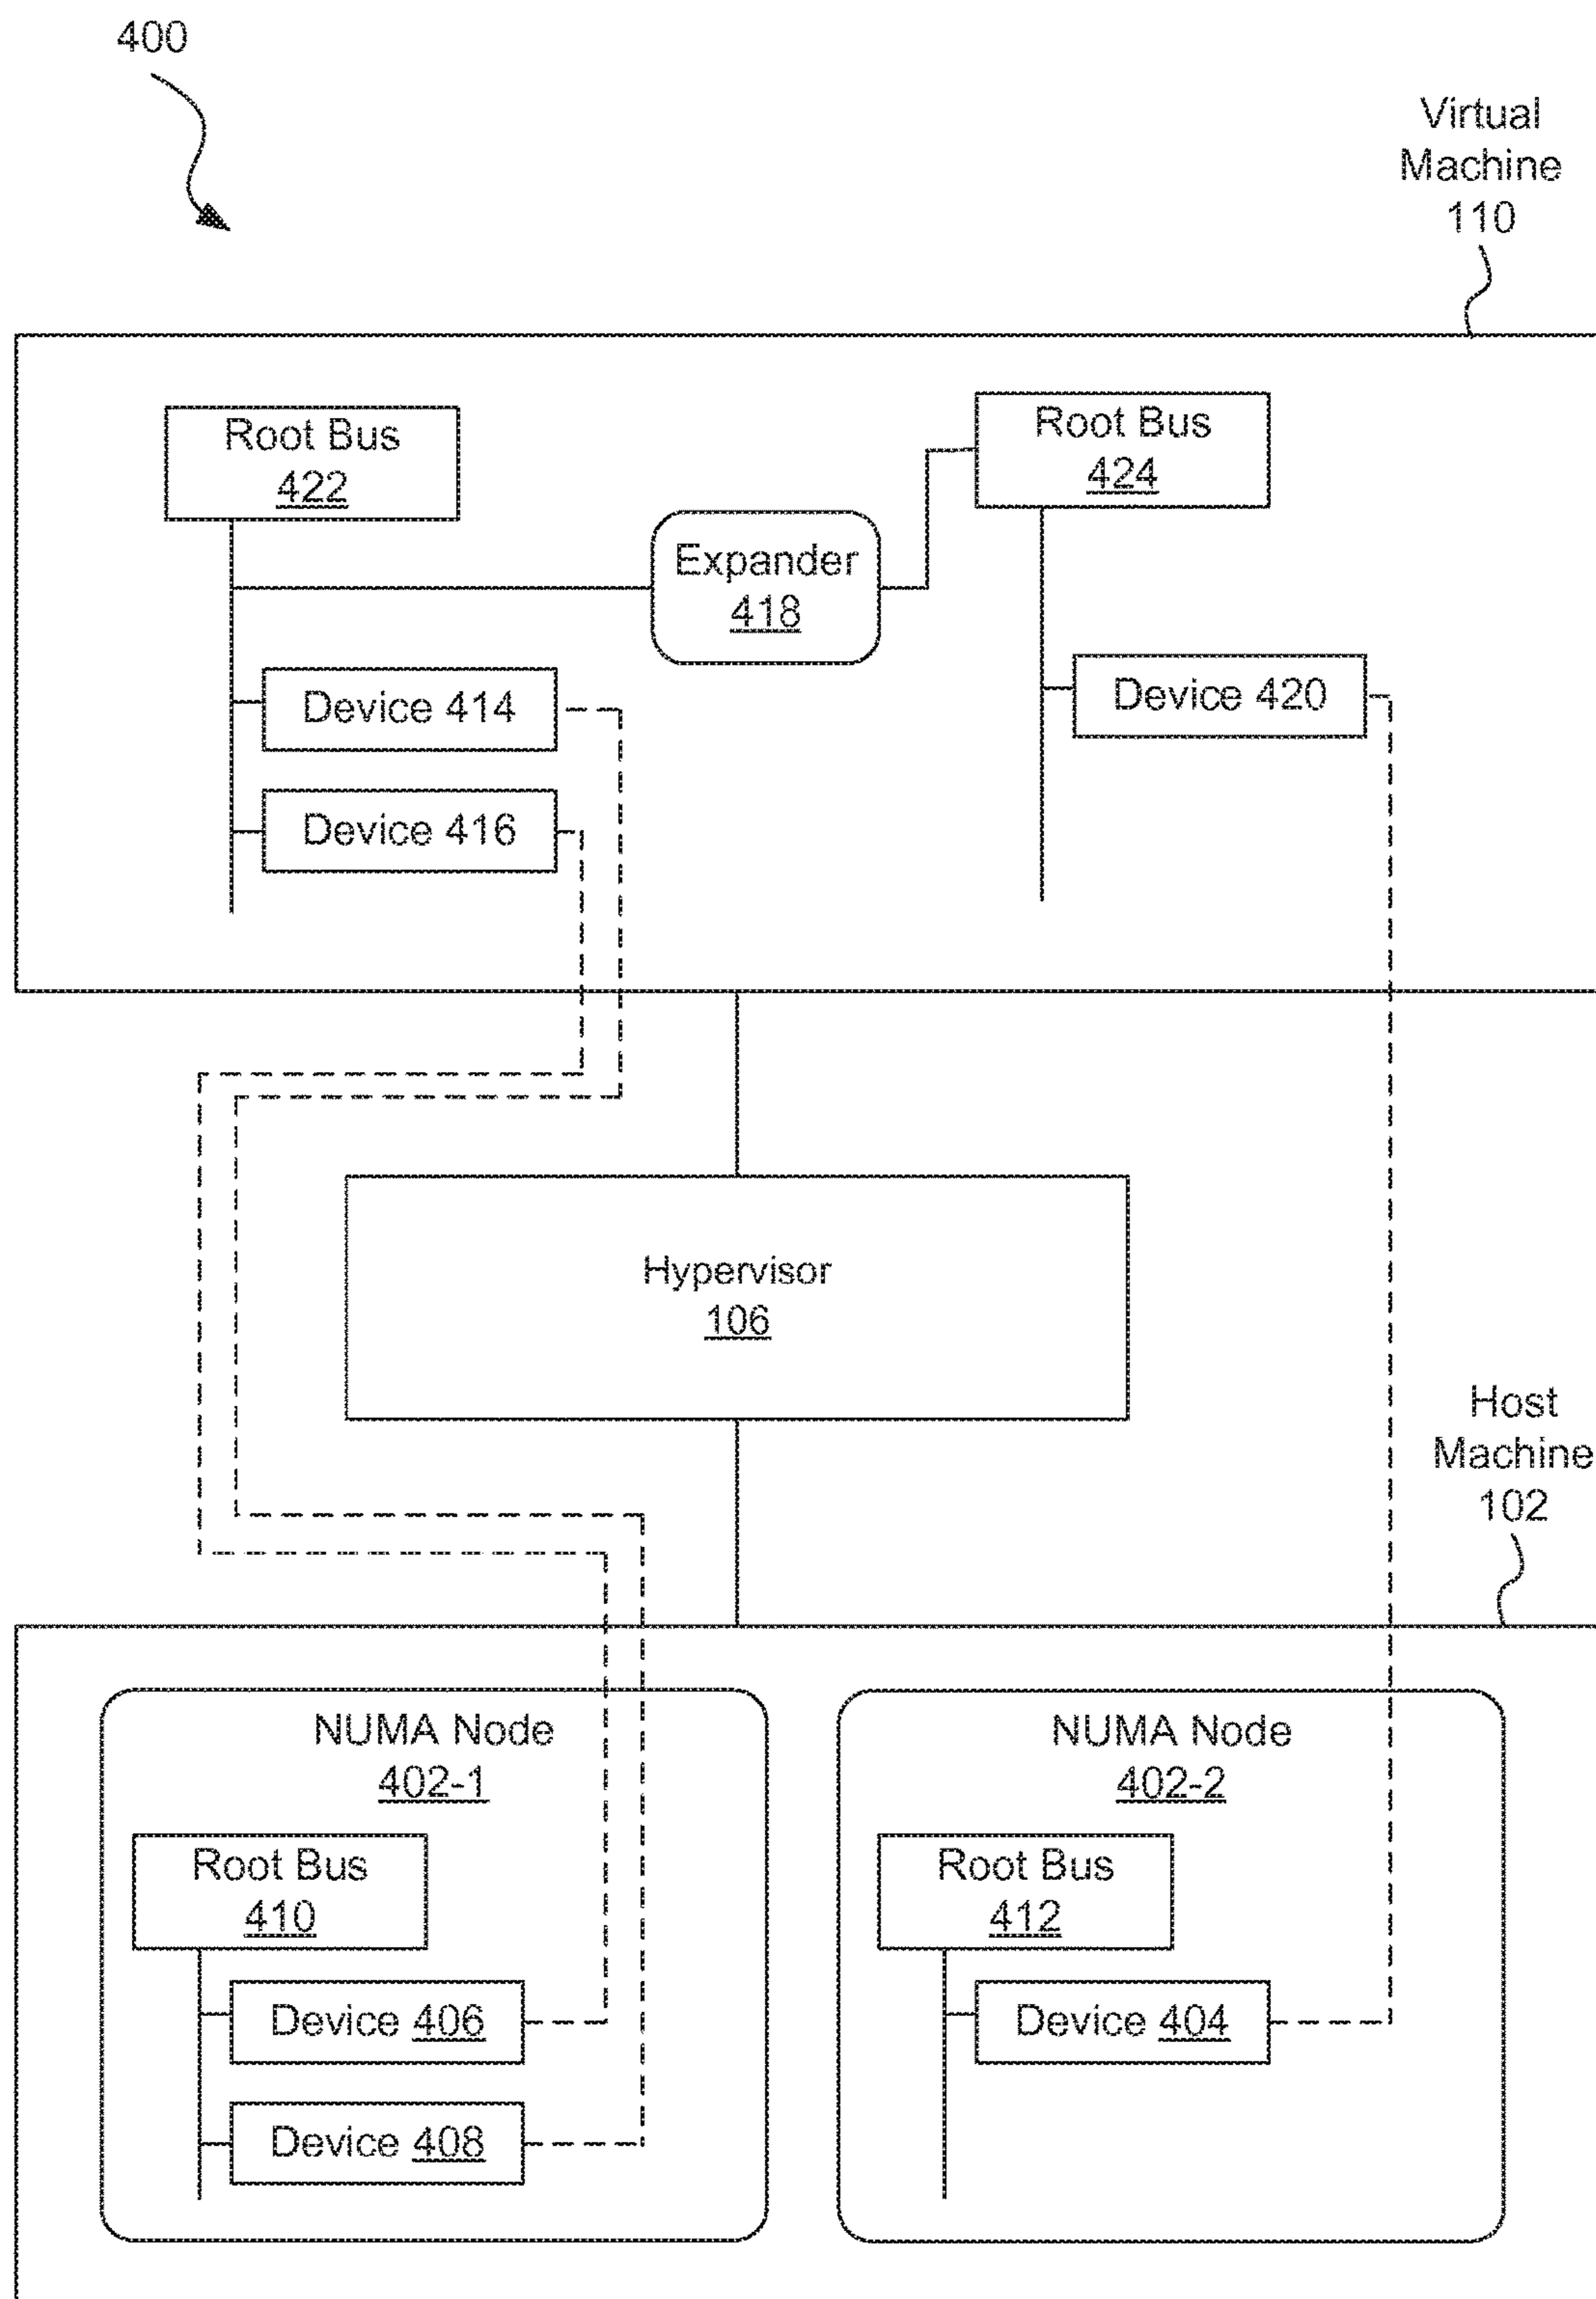 400
Virtual
Machine
110
Root Bus
422
Root Bus
424
Expander
418
Device 414
Device 420
Device 416
Hypervisor
106
Host
Machine
102
NUMA Node
402-1
NUMA Node
402-2
Root Bus
410
Root Bus
412
Device 406
Device 404
Device 408